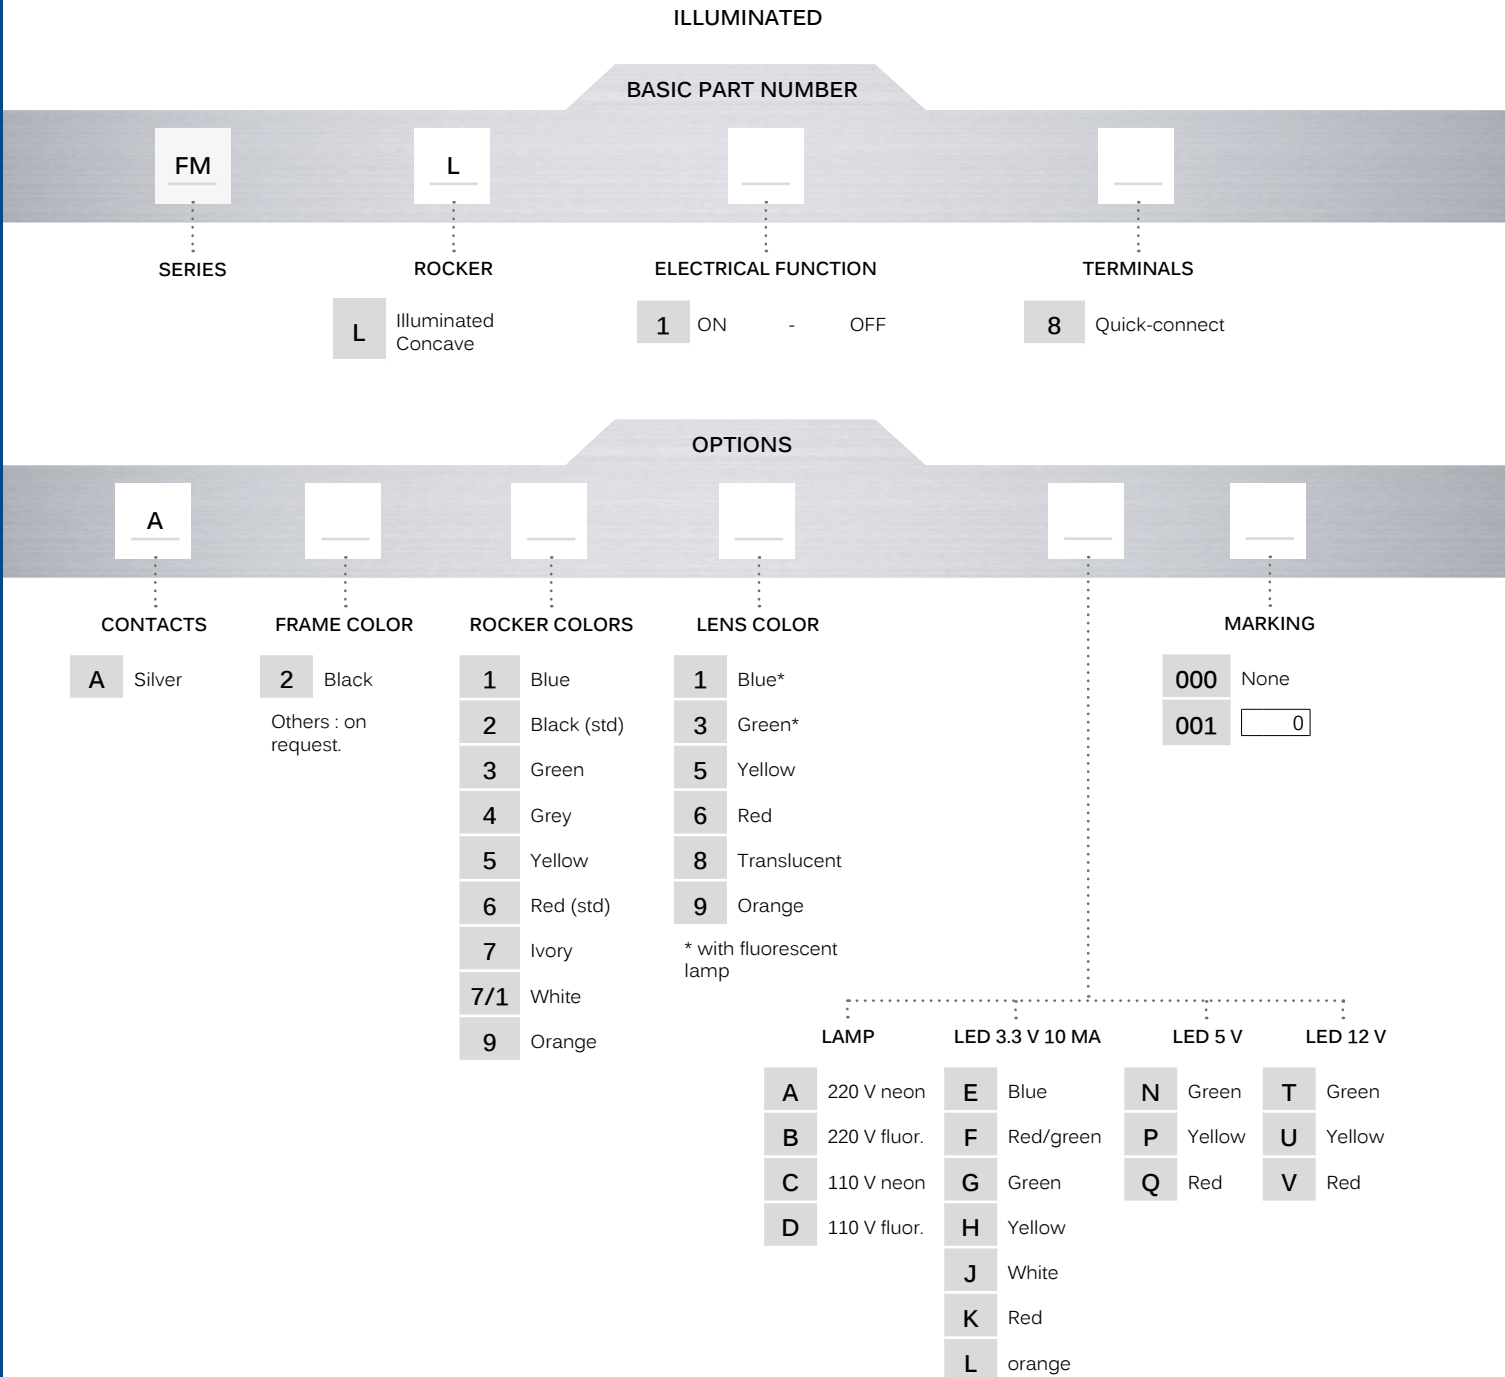 ILLUMINATED
BASIC PART NUMBER
FM
L
SERIES
ROCKER
ELECTRICAL FUNCTION
TERMINALS
L Illuminated
Concave
1 ON - OFF
8 Quick-connect
OPTIONS
A
CONTACTS
A Silver
FRAME COLOR
2 Black
Others : on
request.
ROCKER COLORS
1 Blue
2 Black (std)
3 Green
4 Grey
5 Yellow
6 Red (std)
7 Ivory
7/1 White
9 Orange
LENS COLOR
1 Blue*
3 Green*
5 Yellow
6 Red
8 Translucent
9 Orange
* with fluorescent
lamp
MARKING
000 None
001 0
LAMP
A 220 V neon
B 220 V fluor.
C 110 V neon
D 110 V fluor.
LED 3.3 V 10 MA
E Blue
F Red/green
G Green
H Yellow
J White
K Red
L orange
LED 5 V
N Green
P Yellow
Q Red
LED 12 V
T Green
U Yellow
V Red